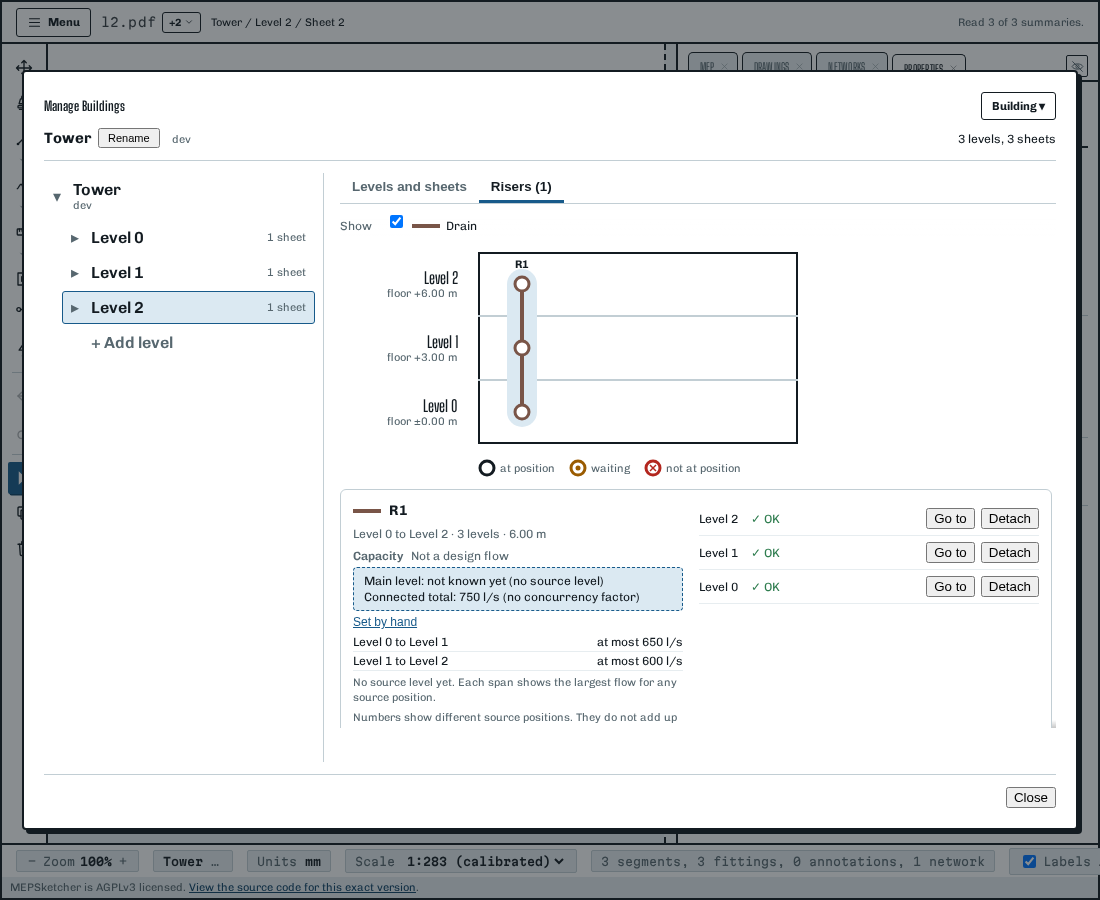 Menu
l2.pdf
+2
Tower / Level 2 / Sheet 2
Read 3 of 3 summaries.
MEP
DRAWINGS
NETWORKS
PROPERTIES
Manage Buildings
Building ▾
Tower
Rename
dev
3 levels, 3 sheets
▼ Tower
dev
▶ Level 0 1 sheet
▶ Level 1 1 sheet
▶ Level 2 1 sheet
+ Add level
Levels and sheets
Risers (1)
Show
Drain
R1
Level 2
floor +6.00 m
Level 1
floor +3.00 m
Level 0
floor ±0.00 m
at position
waiting
not at position
R1
Level 0 to Level 2 · 3 levels · 6.00 m
Capacity Not a design flow
Main level: not known yet (no source level)
Connected total: 750 l/s (no concurrency factor)
Set by hand
Level 0 to Level 1 at most 650 l/s
Level 1 to Level 2 at most 600 l/s
No source level yet. Each span shows the largest flow for any
source position.
Numbers show different source positions. They do not add up
Level 2 ✓ OK Go to Detach
Level 1 ✓ OK Go to Detach
Level 0 ✓ OK Go to Detach
Close
− Zoom 100% +
Tower …
Units mm
Scale 1:283 (calibrated)
3 segments, 3 fittings, 0 annotations, 1 network
Labels
MEPSketcher is AGPLv3 licensed. View the source code for this exact version.